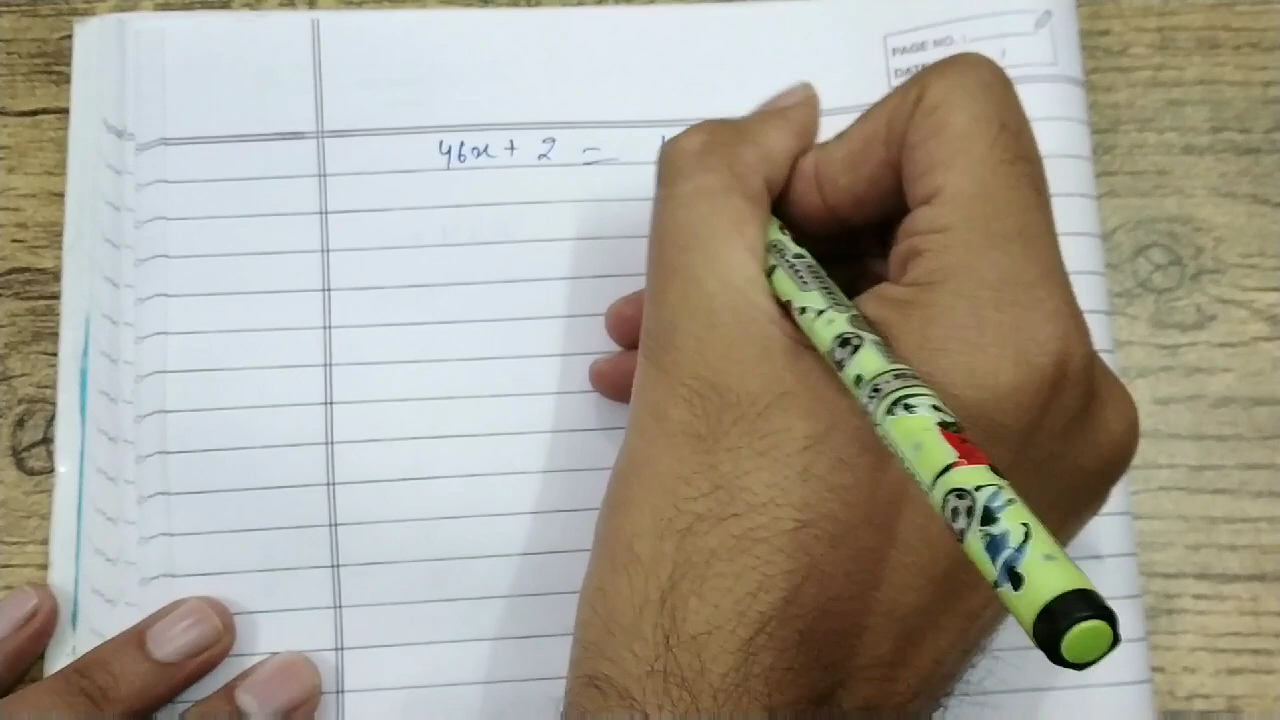 PAGE NO. :
46x + 2 =